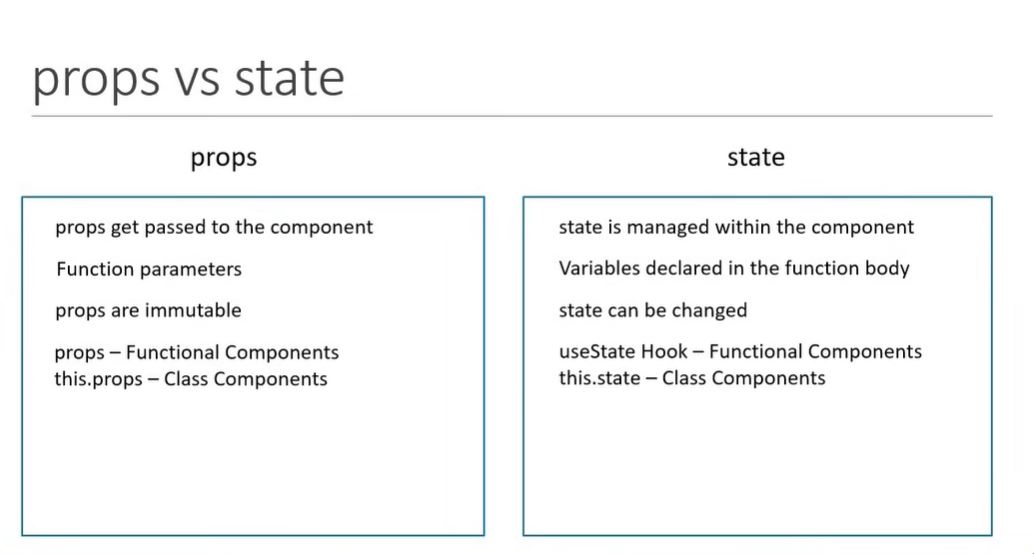 props vs state
props
state
props get passed to the component
Function parameters
props are immutable
props – Functional Components
this.props – Class Components
state is managed within the component
Variables declared in the function body
state can be changed
useState Hook – Functional Components
this.state – Class Components